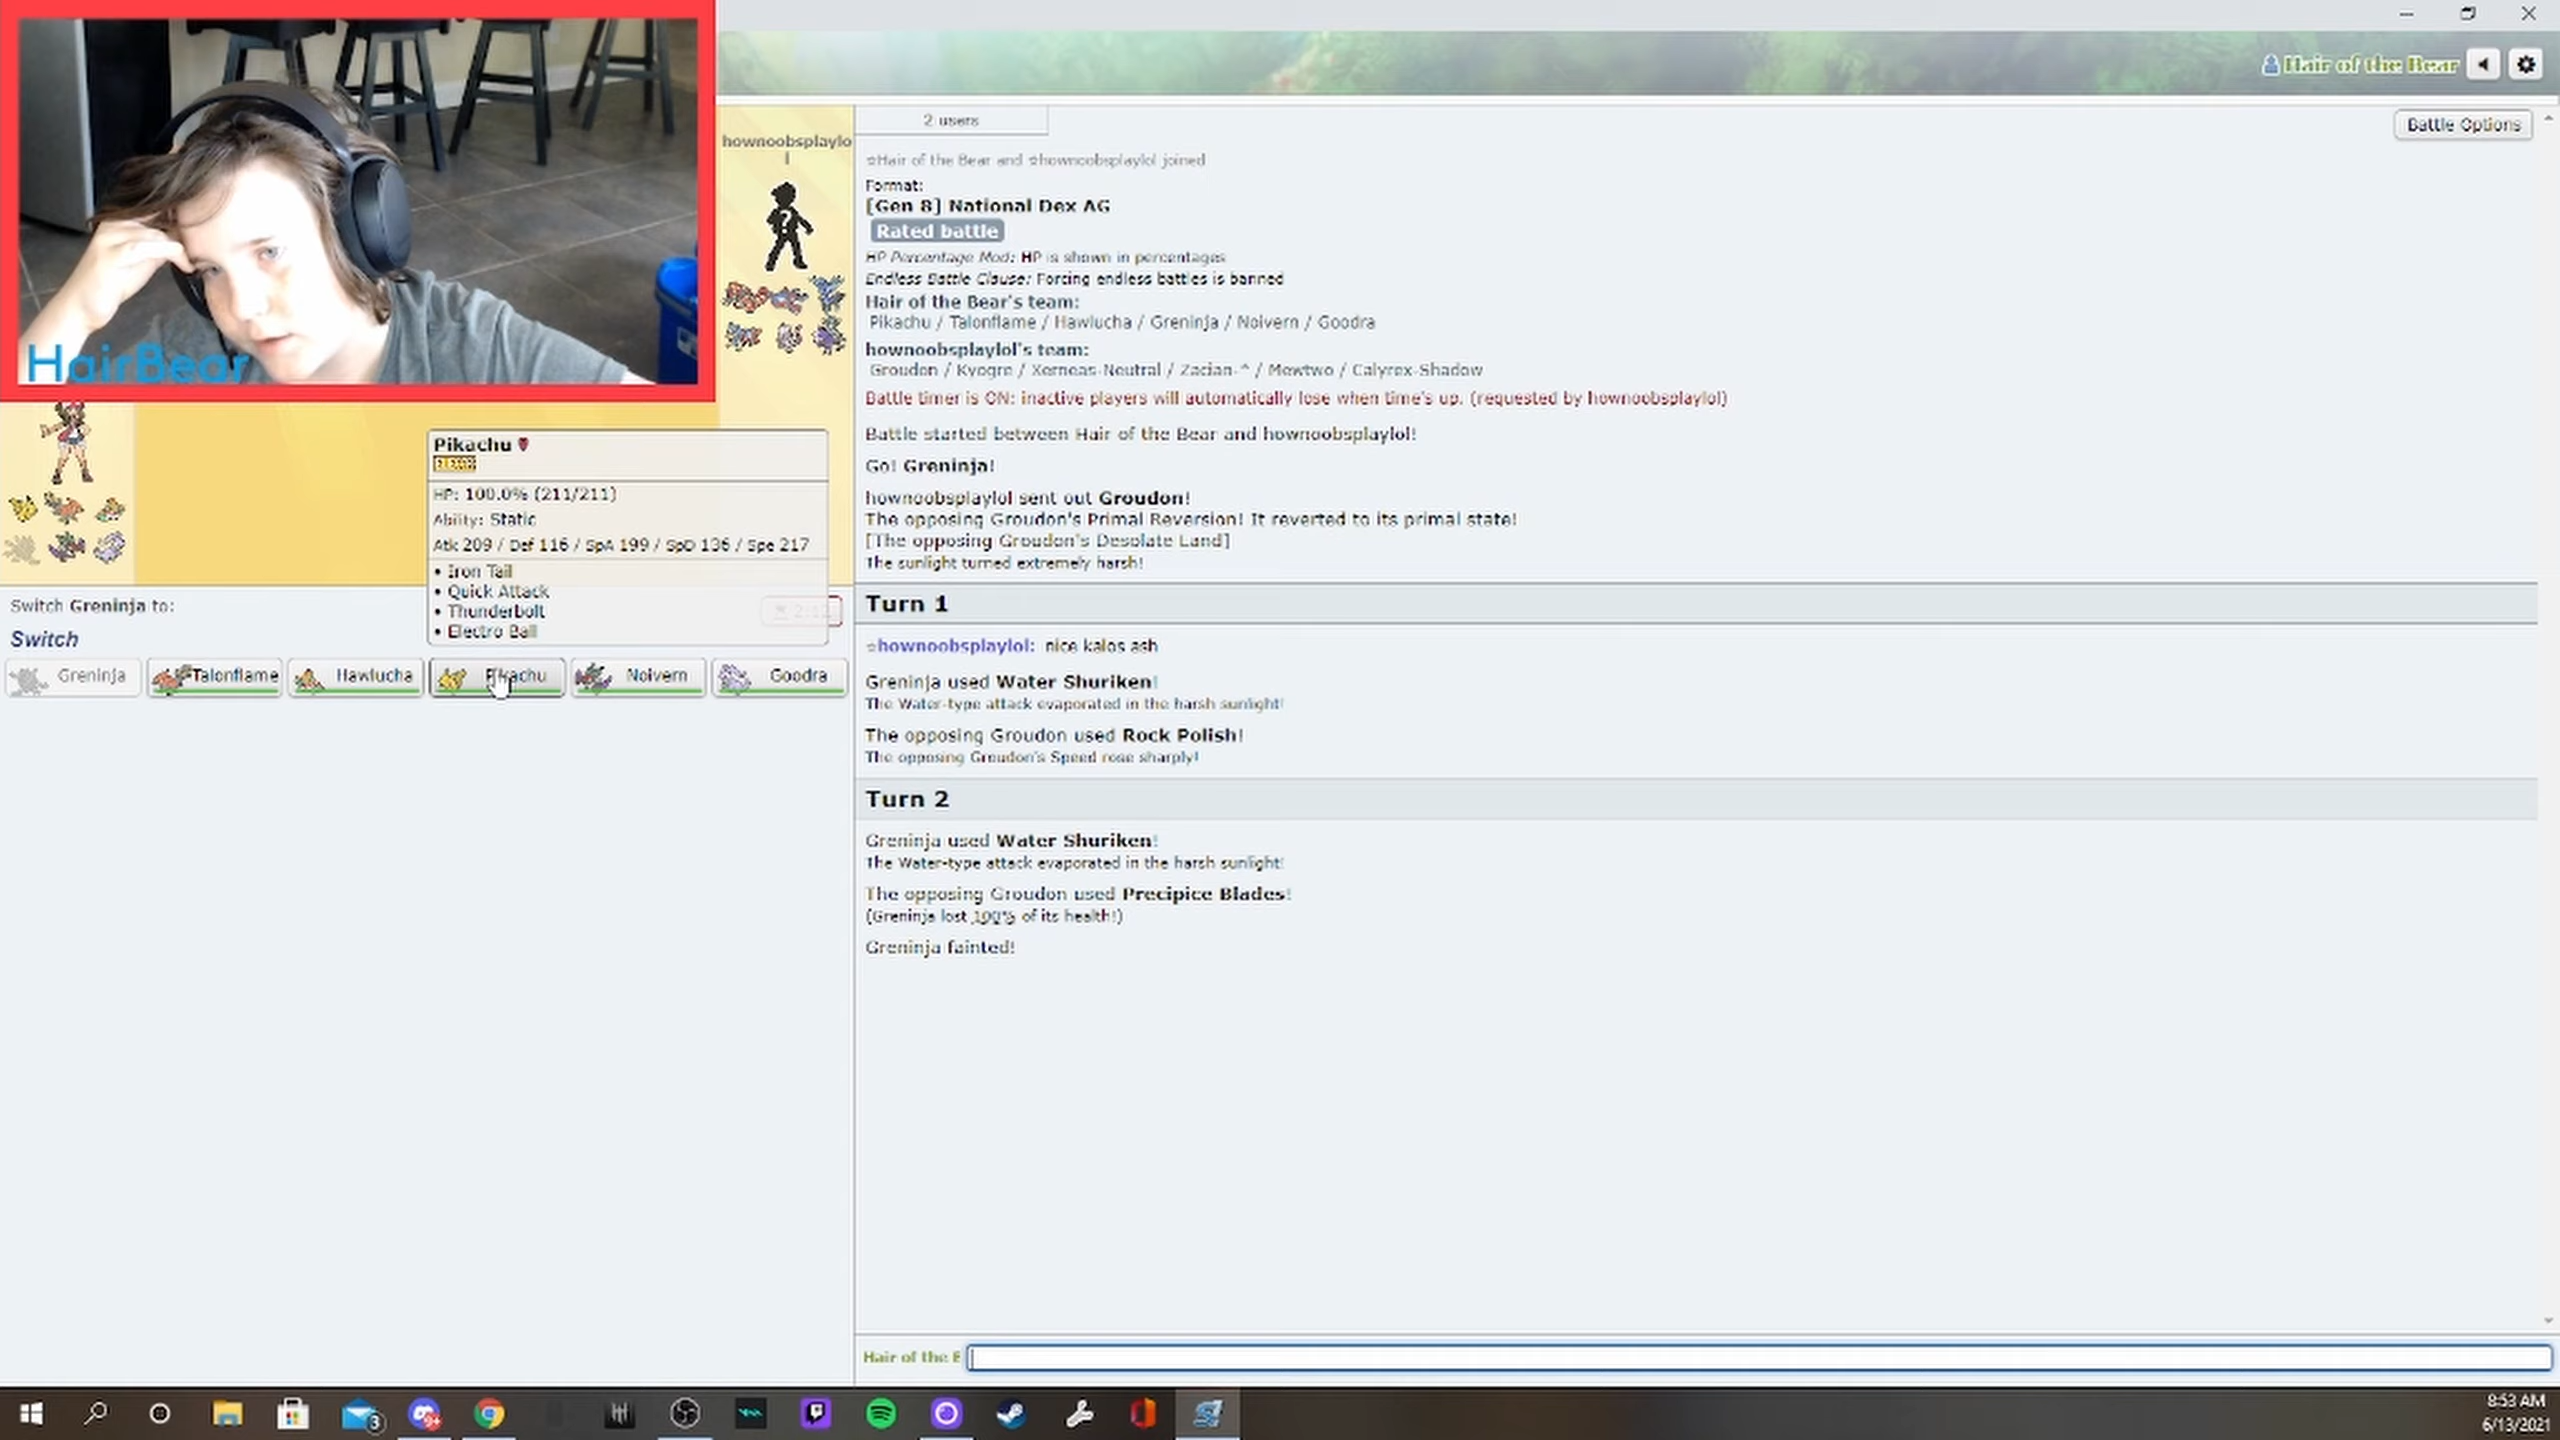 HairBear
Hair of the Bear
hownoobsplaylo
l
2 users
Battle Options
☆Hair of the Bear and ☆hownoobsplaylol joined
Format:
[Gen 8] National Dex AG
Rated battle
HP Percentage Mod: HP is shown in percentages
Endless Battle Clause: Forcing endless battles is banned
Hair of the Bear's team:
Pikachu / Talonflame / Hawlucha / Greninja / Noivern / Goodra
hownoobsplaylol's team:
Groudon / Kyogre / Xerneas-Neutral / Zacian-* / Mewtwo / Calyrex-Shadow
Battle timer is ON: inactive players will automatically lose when time's up. (requested by hownoobsplaylol)
Battle started between Hair of the Bear and hownoobsplaylol!
Go! Greninja!
hownoobsplaylol sent out Groudon!
The opposing Groudon's Primal Reversion! It reverted to its primal state!
[The opposing Groudon's Desolate Land]
The sunlight turned extremely harsh!
Turn 1
☆hownoobsplaylol: nice kalos ash
Greninja used Water Shuriken!
The Water-type attack evaporated in the harsh sunlight!
The opposing Groudon used Rock Polish!
The opposing Groudon's Speed rose sharply!
Turn 2
Greninja used Water Shuriken!
The Water-type attack evaporated in the harsh sunlight!
The opposing Groudon used Precipice Blades!
(Greninja lost 100% of its health!)
Greninja fainted!
Pikachu
HP: 100.0% (211/211)
Ability: Static
Atk 209 / Def 116 / SpA 199 / SpD 136 / Spe 217
• Iron Tail
• Quick Attack
• Thunderbolt
• Electro Ball
Switch Greninja to:
Switch
Greninja Talonflame Hawlucha Pikachu Noivern Goodra
Hair of the B
3
9+
8:53 AM
6/13/2021